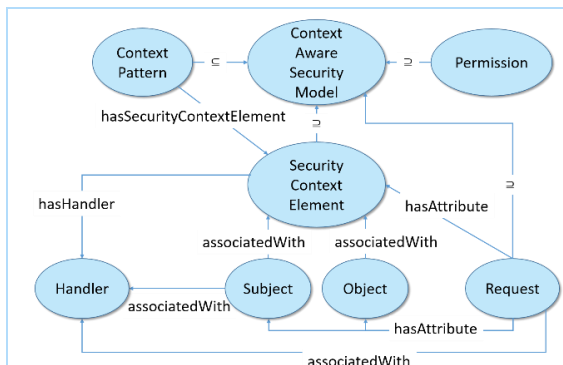 Context
Pattern
⊆
Context
Aware
Security
Model
⊇
Permission
hasSecurityContextElement
⊇
Security
Context
Element
⊇
hasHandler
hasAttribute
associatedWith
associatedWith
Handler
Subject
Object
Request
associatedWith
hasAttribute
associatedWith